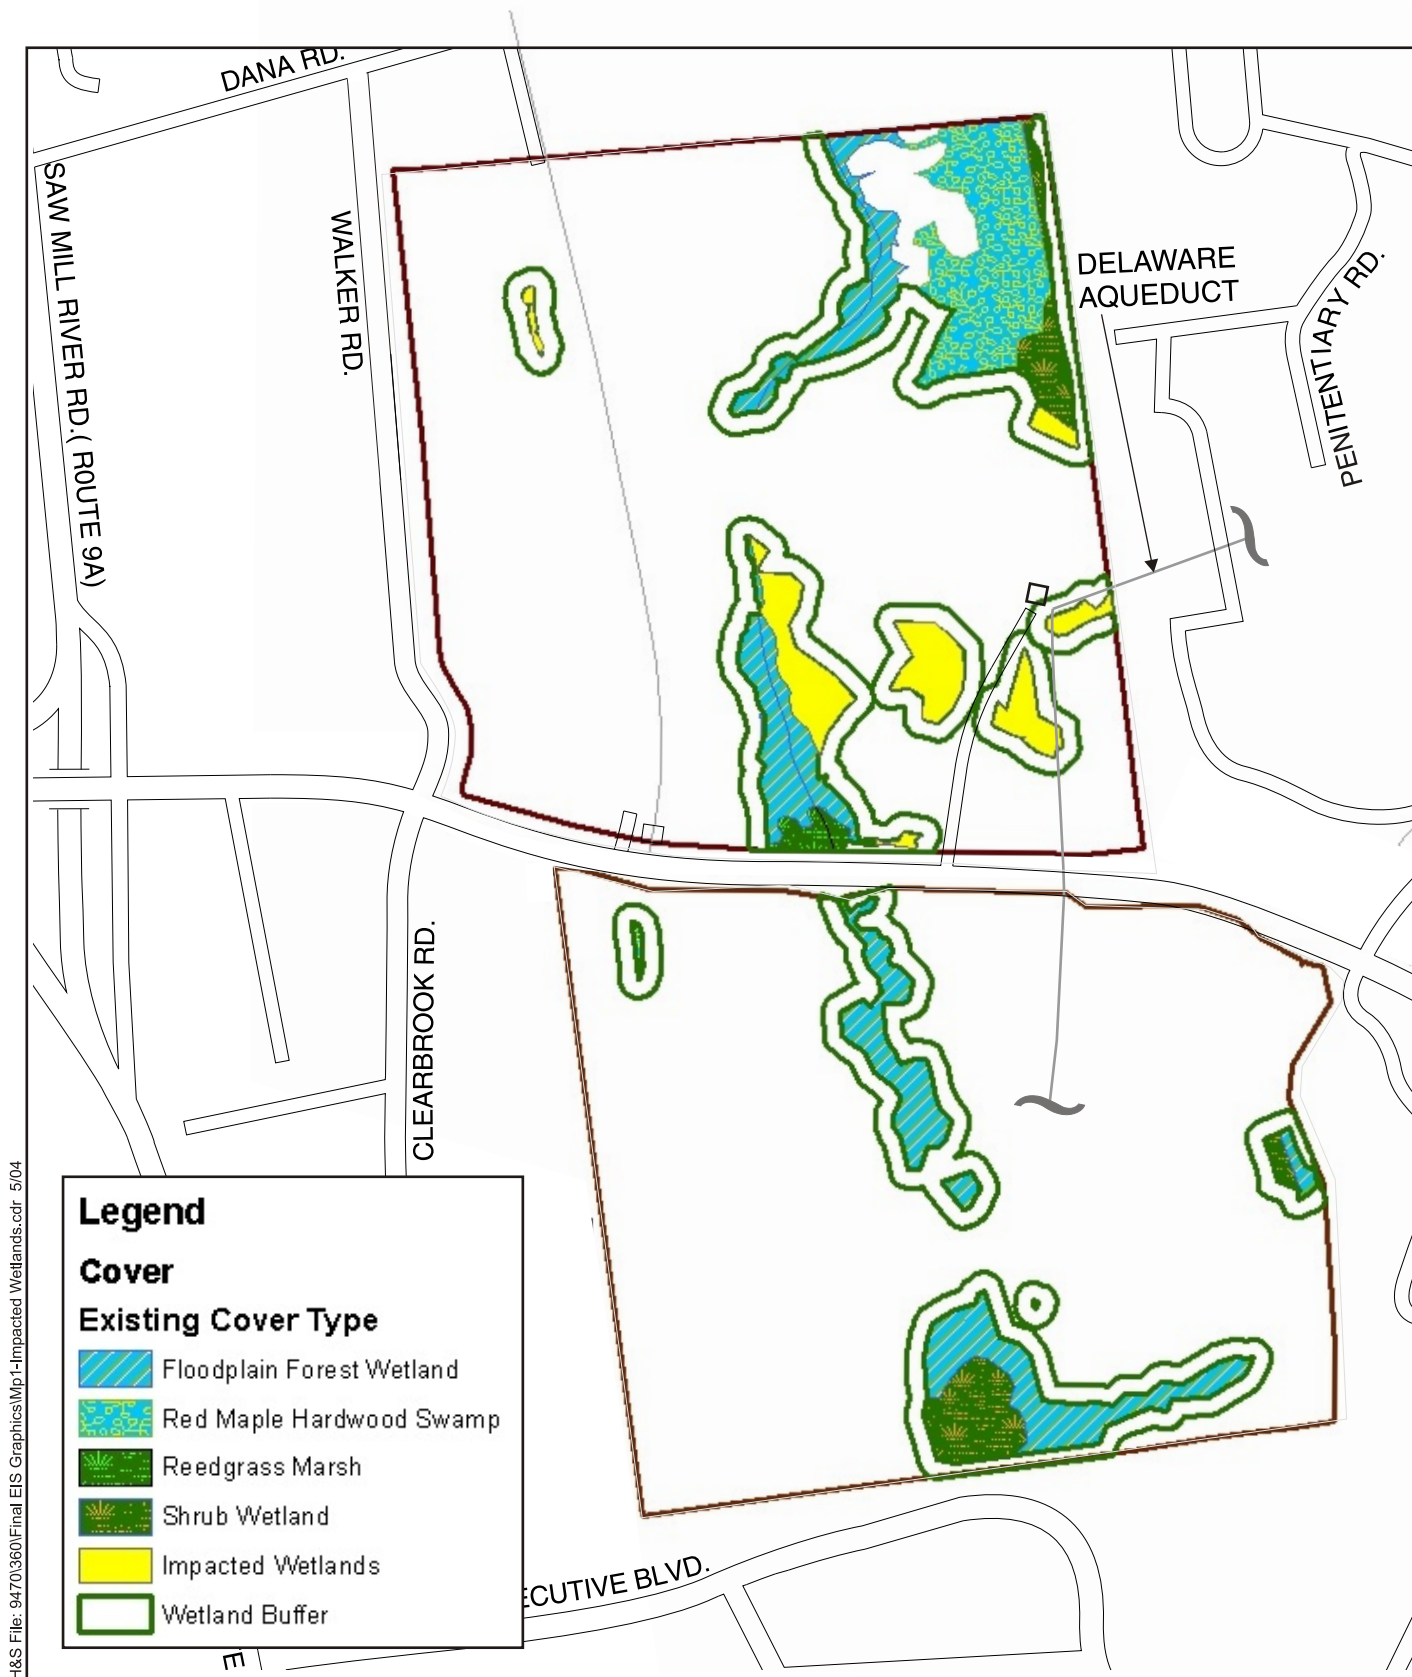 DANA RD.
SAW MILL RIVER RD.( ROUTE 9A)
WALKER RD.
DELAWARE
AQUEDUCT
PENITENTIARY RD.
CLEARBROOK RD.
ECUTIVE BLVD.
E
H&S File: 9470\360\Final EIS Graphics\Mp1-Impacted Wetlands.cdr 5/04
Legend
Cover
Existing Cover Type
Floodplain Forest Wetland
Red Maple Hardwood Swamp
Reedgrass Marsh
Shrub Wetland
Impacted Wetlands
Wetland Buffer